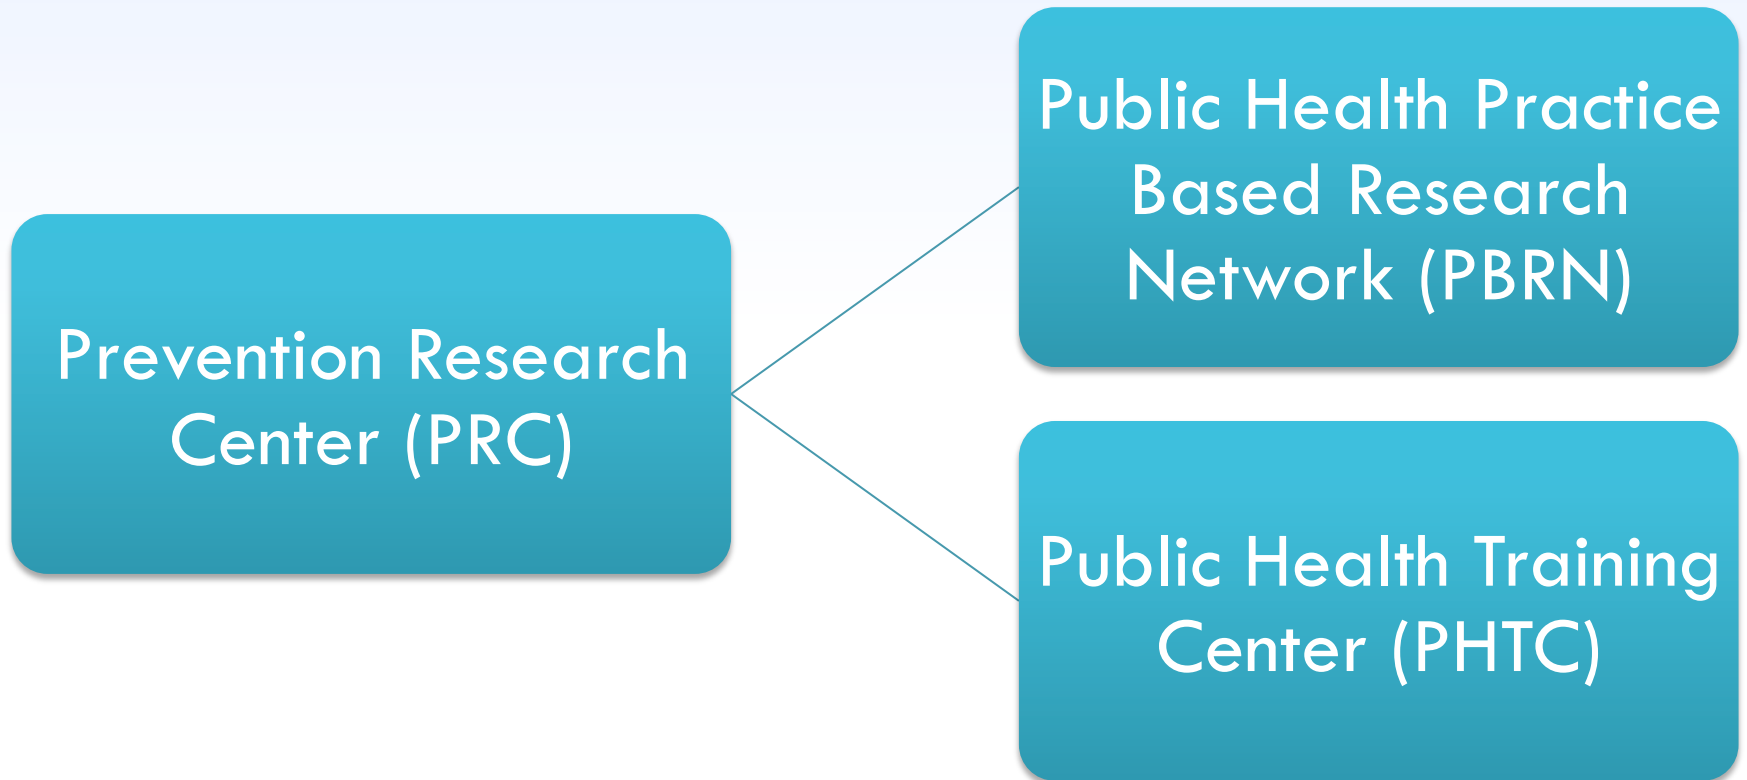 Prevention Research
Center (PRC)
Public Health Practice
Based Research
Network (PBRN)
Public Health Training
Center (PHTC)